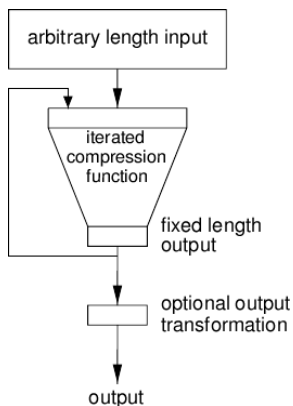 arbitrary length input
iterated
compression
function
fixed length
output
optional output
transformation
output